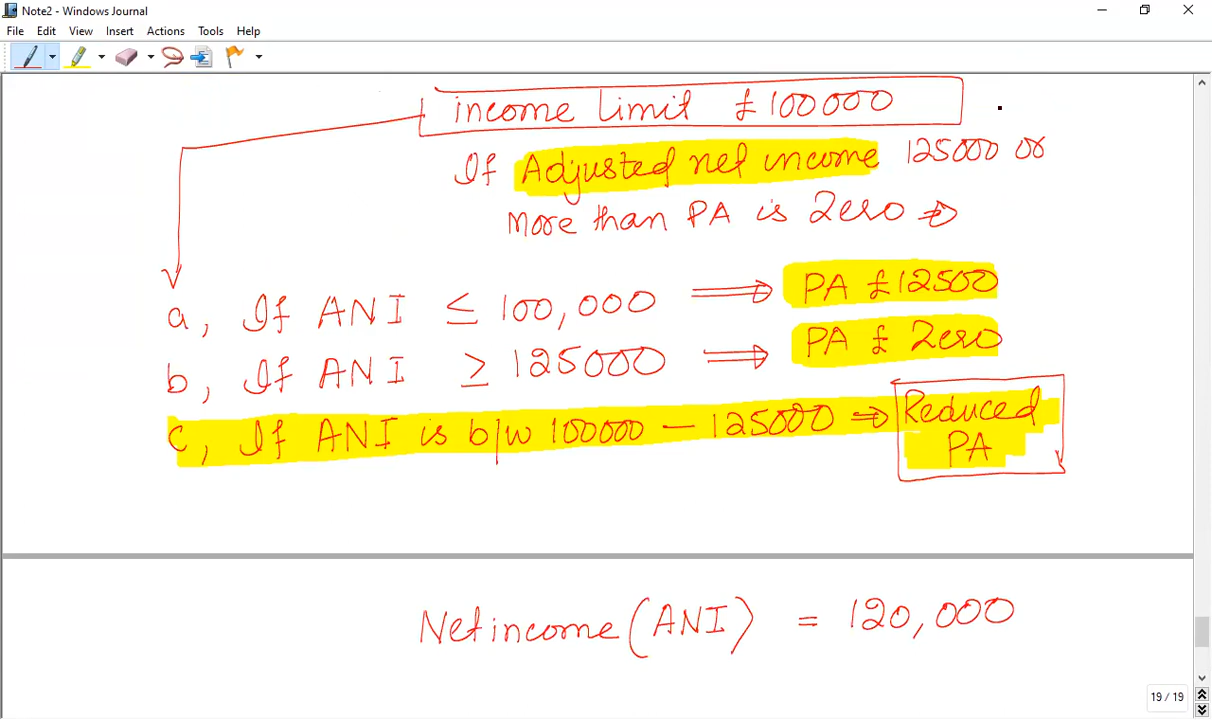 Note2 - Windows Journal
File Edit View Insert Actions Tools Help
income limit £100000
If Adjusted net income 125000 or
More than PA is Zero ⇒
a, If ANI ≤ 100,000 ⟹ PA £12500
b, If ANI ≥ 125000 ⟹ PA £ Zero
c, If ANI is b/w 100000 – 125000 ⇒ Reduced
PA
Net income (ANI) = 120,000
19 / 19